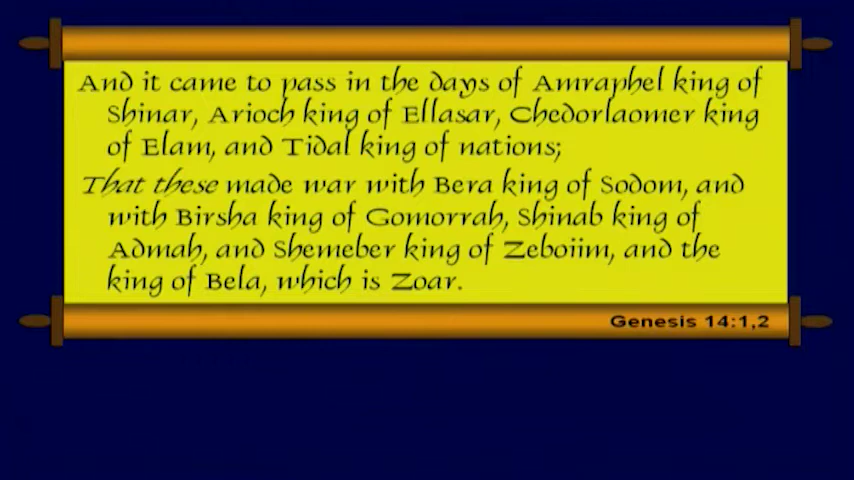 And it came to pass in the days of Amraphel king of
Shinar, Arioch king of Ellasar, Chedorlaomer king
of Elam, and Tidal king of nations;
That these made war with Bera king of Sodom, and
with Birsha king of Gomorrah, Shinab king of
Admah, and Shemeber king of Zeboiim, and the
king of Bela, which is Zoar.
Genesis 14:1,2